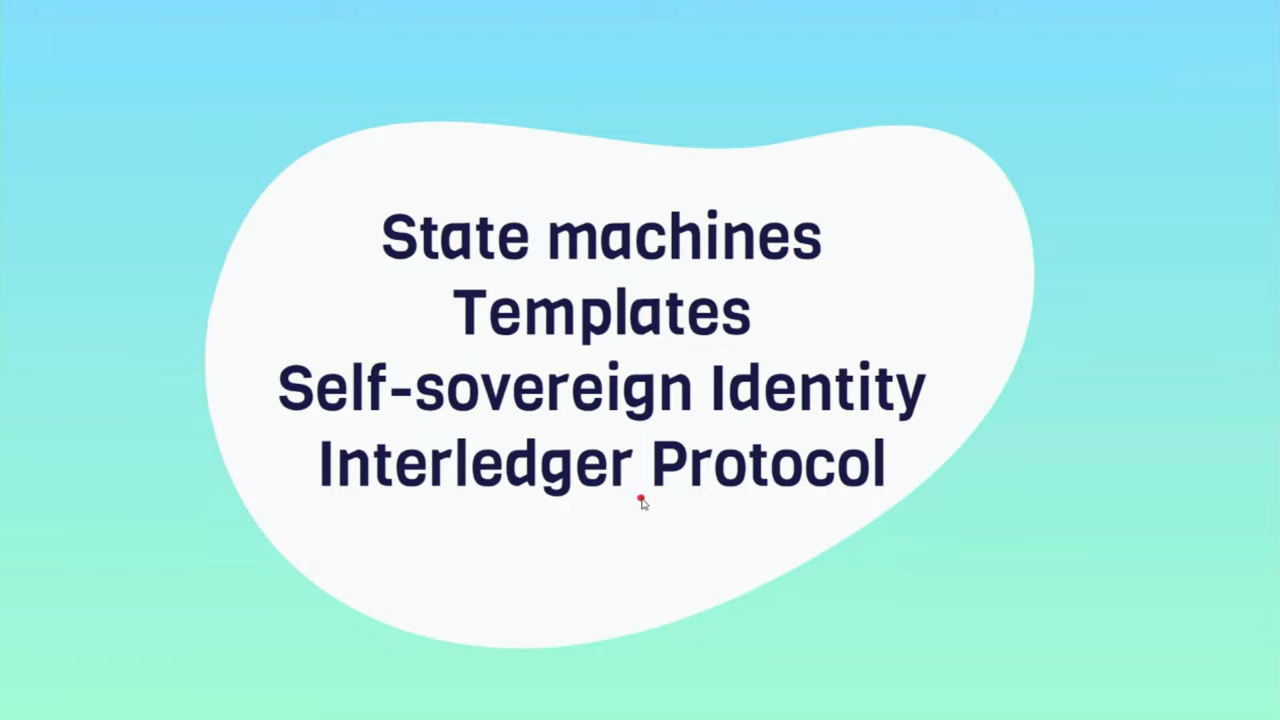 State machines
Templates
Self-sovereign Identity
Interledger Protocol